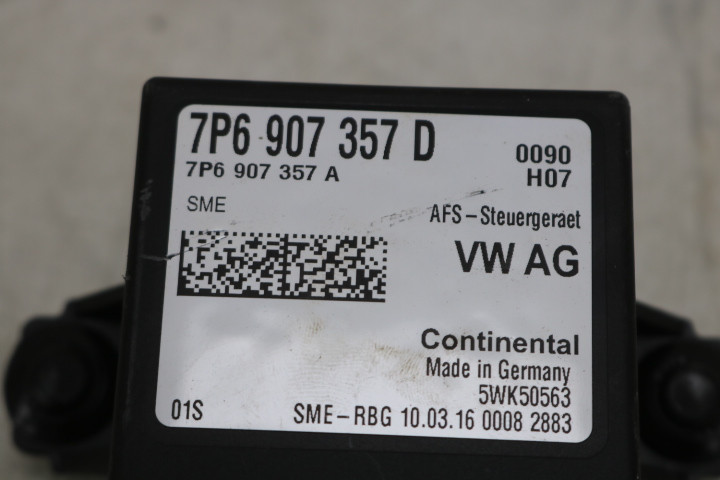 7P6 907 357 D
7P6 907 357 A
0090
H07
SME
AFS-Steuergeraet
VW AG
Continental
Made in Germany
5WK50563
01S
SME-RBG 10.03.16 0008 2883